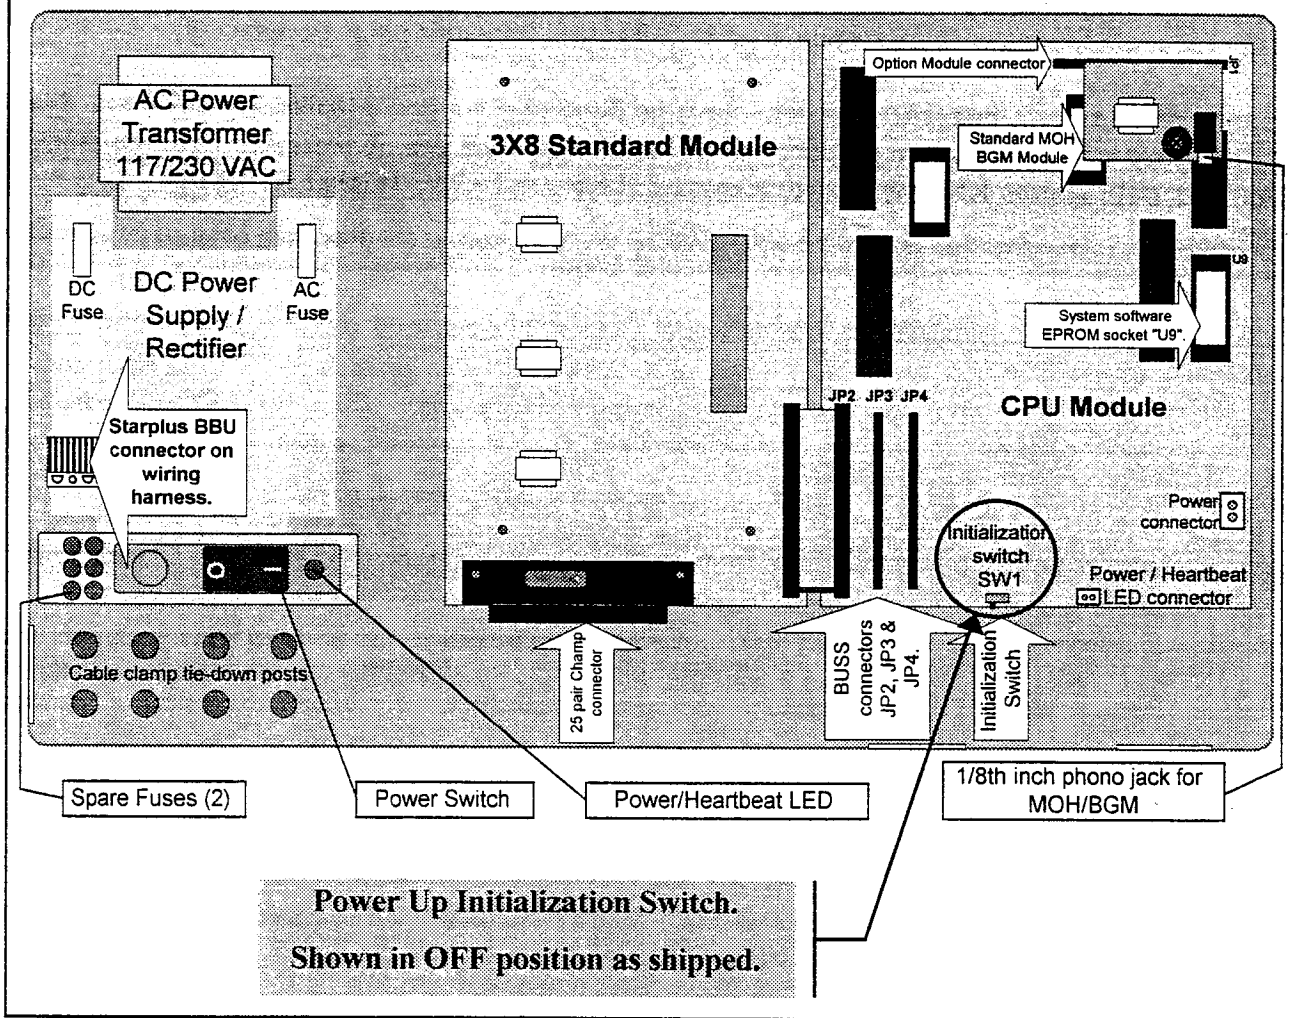 AC Power
Transformer
117/230 VAC
DC
Fuse
DC Power
Supply /
Rectifier
AC
Fuse
Starplus BBU
connector on
wiring
harness.
O
I
Cable clamp tie-down posts
3X8 Standard Module
25 pair Champ
connector
Option Module connector
Standard MOH
BGM Module
U9
System software
EPROM socket "U9".
JP2 JP3 JP4
CPU Module
Power
connector
Initialization
switch
SW1
Power / Heartbeat
LED connector
BUSS
connectors
JP2, JP3 &
JP4.
Initialization
Switch
Spare Fuses (2)
Power Switch
Power/Heartbeat LED
1/8th inch phono jack for
MOH/BGM
Power Up Initialization Switch.
Shown in OFF position as shipped.